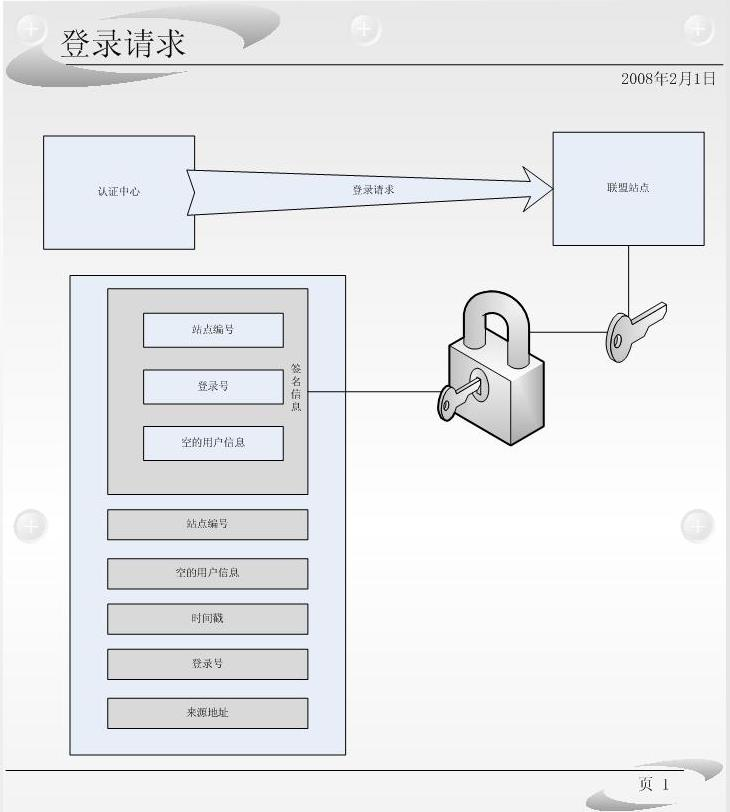 登录请求
2008年2月1日
认证中心
登录请求
联盟站点
站点编号
登录号
空的用户信息
签名信息
站点编号
空的用户信息
时间戳
登录号
来源地址
页 1